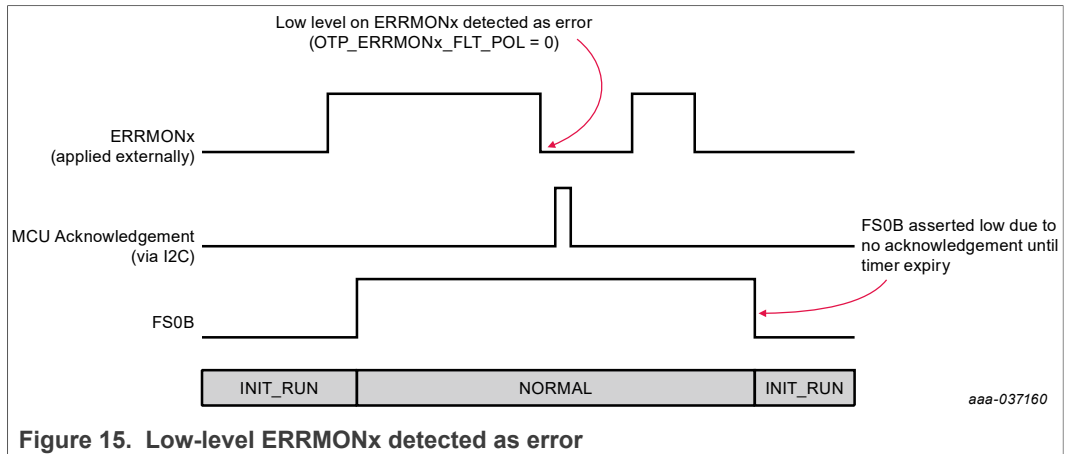 Low level on ERRMONx detected as error
(OTP_ERRMONx_FLT_POL = 0)
ERRMONx
(applied externally)
MCU Acknowledgement
(via I2C)
FS0B asserted low due to
no acknowledgement until
timer expiry
FS0B
INIT_RUN
NORMAL
INIT_RUN
aaa-037160
Figure 15. Low-level ERRMONx detected as error